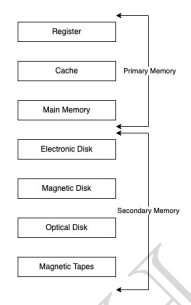 Register
Cache
Primary Memory
Main Memory
Electronic Disk
Magnetic Disk
Secondary Memory
Optical Disk
Magnetic Tapes